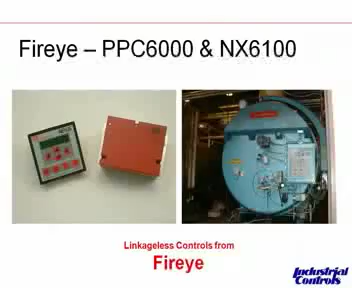 Fireye – PPC6000 & NX6100
Linkageless Controls from
Fireye
Industrial
Controls